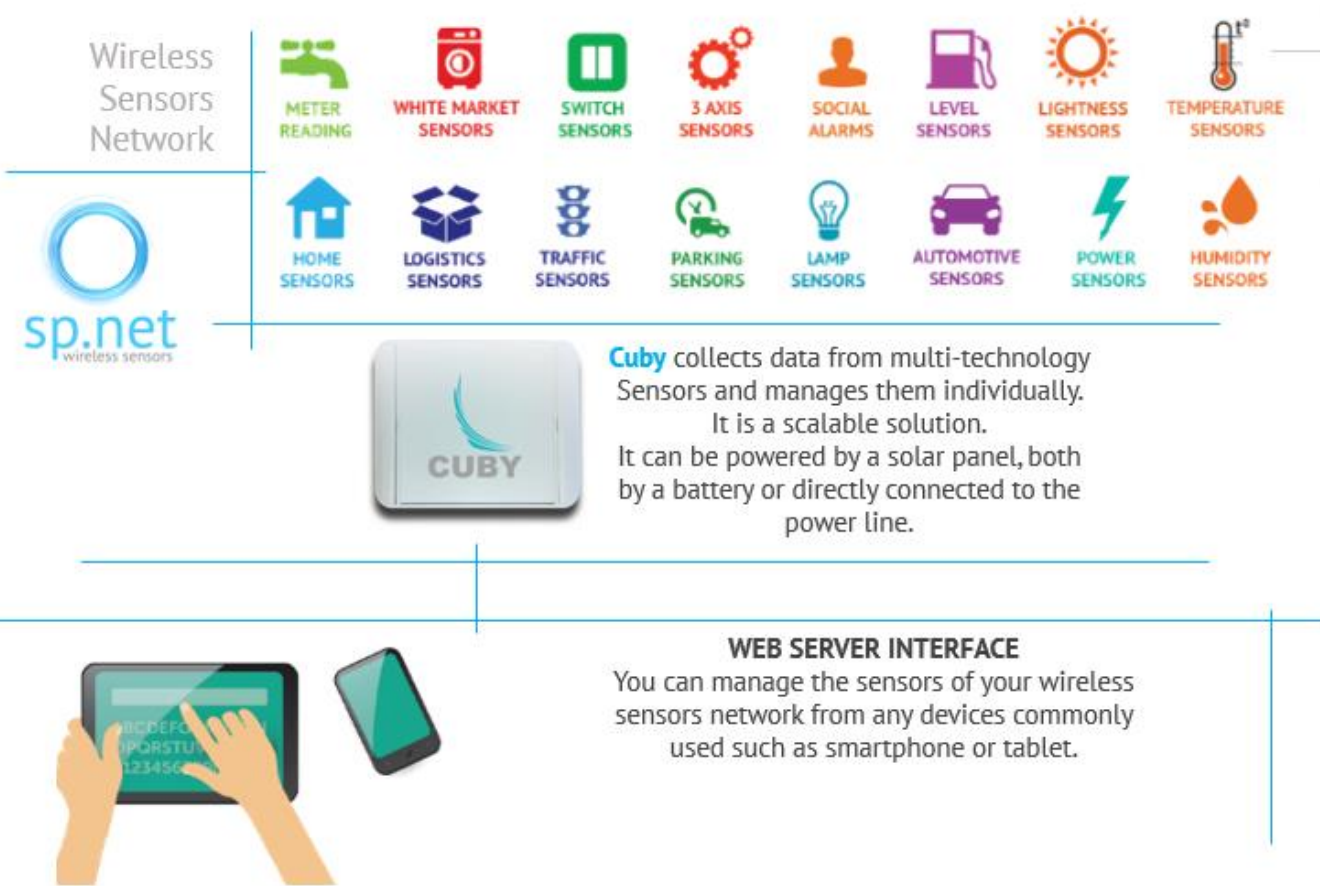 Wireless
Sensors
Network
METER
READING
WHITE MARKET
SENSORS
SWITCH
SENSORS
3 AXIS
SENSORS
SOCIAL
ALARMS
LEVEL
SENSORS
LIGHTNESS
SENSORS
t°
TEMPERATURE
SENSORS
HOME
SENSORS
LOGISTICS
SENSORS
TRAFFIC
SENSORS
PARKING
SENSORS
LAMP
SENSORS
AUTOMOTIVE
SENSORS
POWER
SENSORS
HUMIDITY
SENSORS
sp.net
wireless sensors
CUBY
Cuby collects data from multi-technology
Sensors and manages them individually.
It is a scalable solution.
It can be powered by a solar panel, both
by a battery or directly connected to the
power line.
WEB SERVER INTERFACE
You can manage the sensors of your wireless
sensors network from any devices commonly
used such as smartphone or tablet.